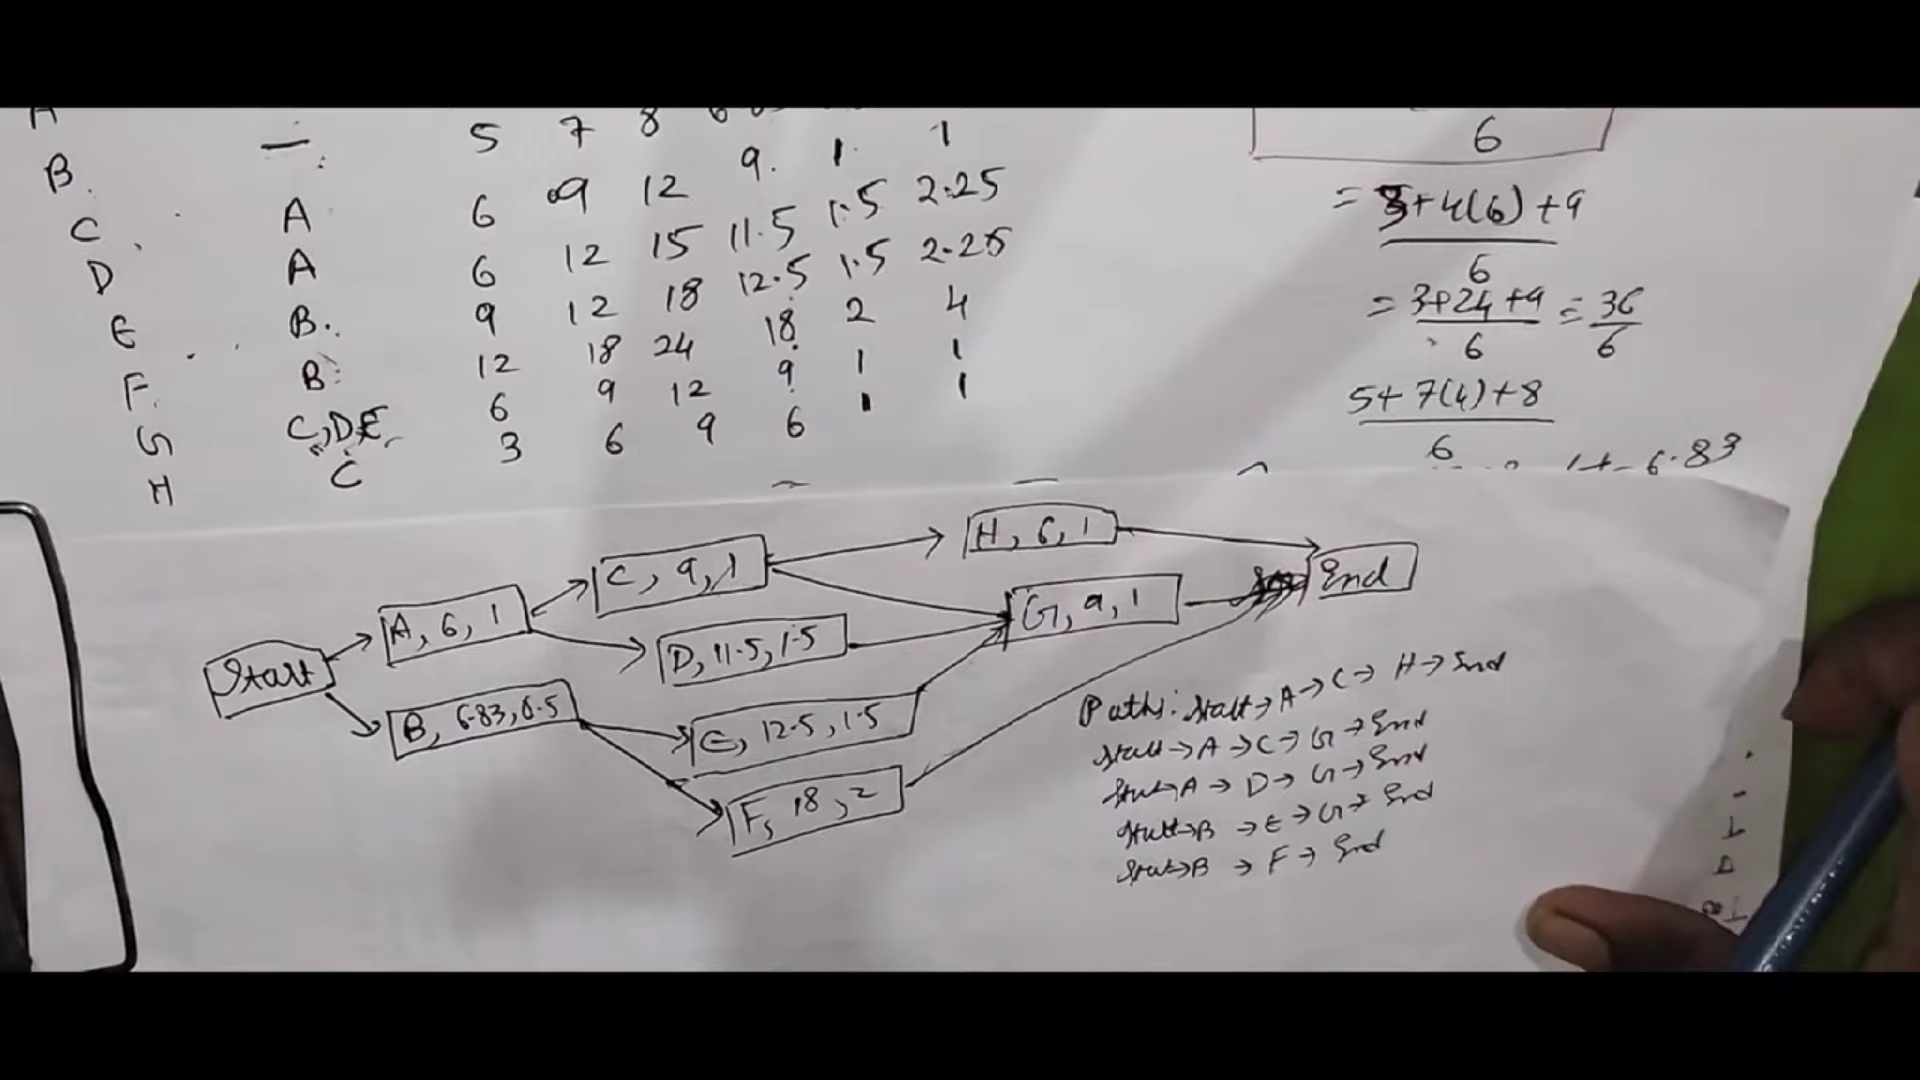 A
B. — 5 7 8
C A 6 9 12 9. 1. 1
D A 6 12 15 11.5 1.5 2.25
E B. 9 12 18 12.5 1.5 2.25
F. B 12 18 24 18 2 4
G C,D,E 6 9 12 9 1 1
H C 3 6 9 6 1 1
6
= 3+4(6)+9
6
= 3+24+9 = 36
6 6
5+7(4)+8
6
6.83
H, 6, 1
C, 9, 1
End
A, 6, 1
G, 9, 1
D, 11.5, 1.5
Start
B, 6.83, 0.5
E, 12.5, 1.5
F, 18, 2
Paths: Start → A → C → H → End
Start → A → C → G → End
Start → A → D → G → End
Start → B → E → G → End
Start → B → F → End